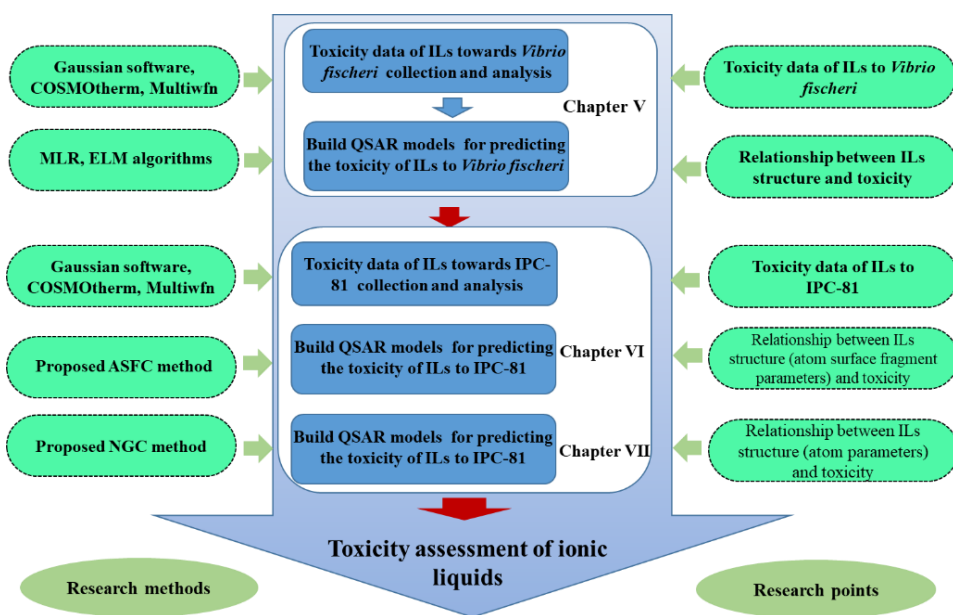 Gaussian software,
COSMOtherm, Multiwfn
MLR, ELM algorithms
Toxicity data of ILs towards Vibrio
fischeri collection and analysis
Chapter V
Build QSAR models for predicting
the toxicity of ILs to Vibrio fischeri
Toxicity data of ILs to Vibrio
fischeri
Relationship between ILs
structure and toxicity
Gaussian software,
COSMOtherm, Multiwfn
Proposed ASFC method
Proposed NGC method
Toxicity data of ILs towards IPC-
81 collection and analysis
Build QSAR models for predicting
the toxicity of ILs to IPC-81
Chapter VI
Build QSAR models for predicting
the toxicity of ILs to IPC-81
Chapter VII
Toxicity data of ILs to
IPC-81
Relationship between ILs
structure (atom surface fragment
parameters) and toxicity
Relationship between ILs
structure (atom parameters)
and toxicity
Toxicity assessment of ionic
liquids
Research methods
Research points